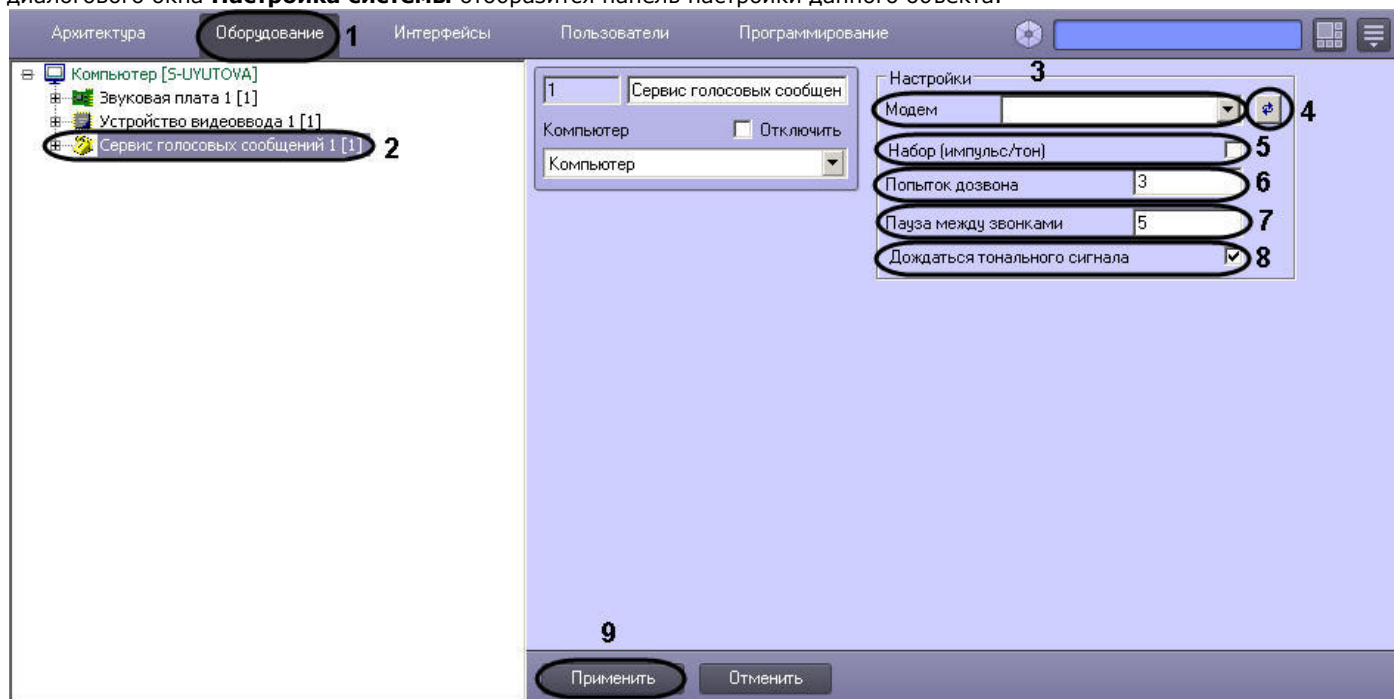 диалогового окна Настройка системы отобразится панель настройки данного объекта.
Архитектура Оборудование 1 Интерфейсы Пользователи Программирование
Компьютер [S-UYUTOVA]
Звуковая плата 1 [1]
Устройство видеоввода 1 [1]
Сервис голосовых сообщений 1 [1] 2
1 Сервис голосовых сообщен
Компьютер Отключить
Компьютер
Настройки 3
Модем 4
Набор (импульс/тон) 5
Попыток дозвона 3 6
Пауза между звонками 5 7
Дождаться тонального сигнала 8
9
Применить Отменить